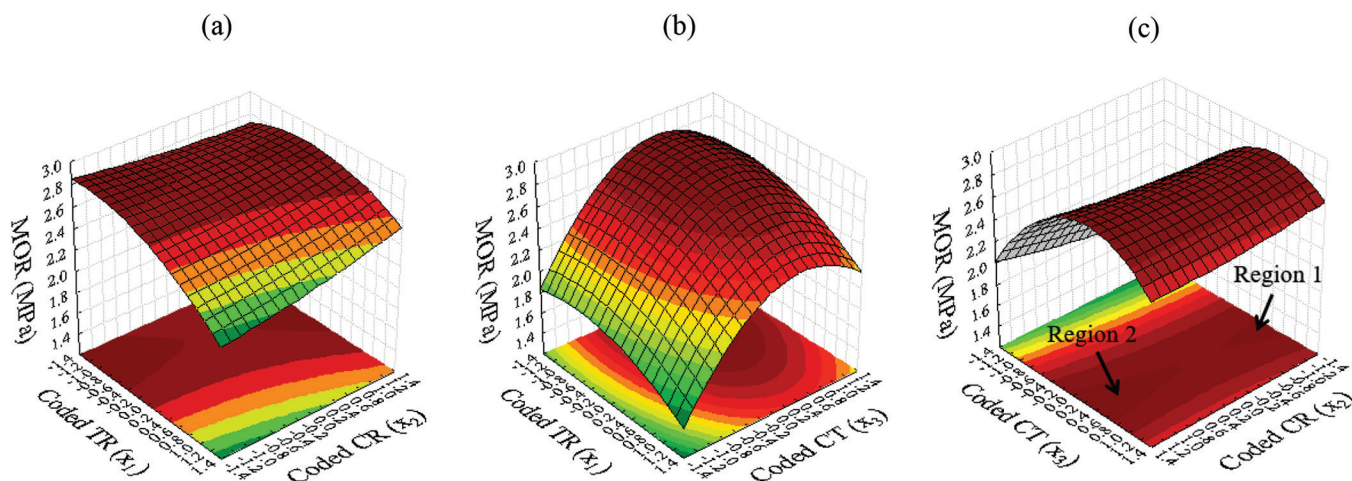 (a)
(b)
(c)
3.0
2.8
2.6
2.4
2.2
2.0
1.8
1.6
1.4
MOR (MPa)
Coded TR (x₁)
Coded CR (x₂)
3.0
2.8
2.6
2.4
2.2
2.0
1.8
1.6
1.4
MOR (MPa)
Coded TR (x₁)
Coded CT (x₃)
3.0
2.8
2.6
2.4
2.2
2.0
1.8
1.6
1.4
MOR (MPa)
Region 1
Region 2
Coded CT (x₃)
Coded CR (x₂)